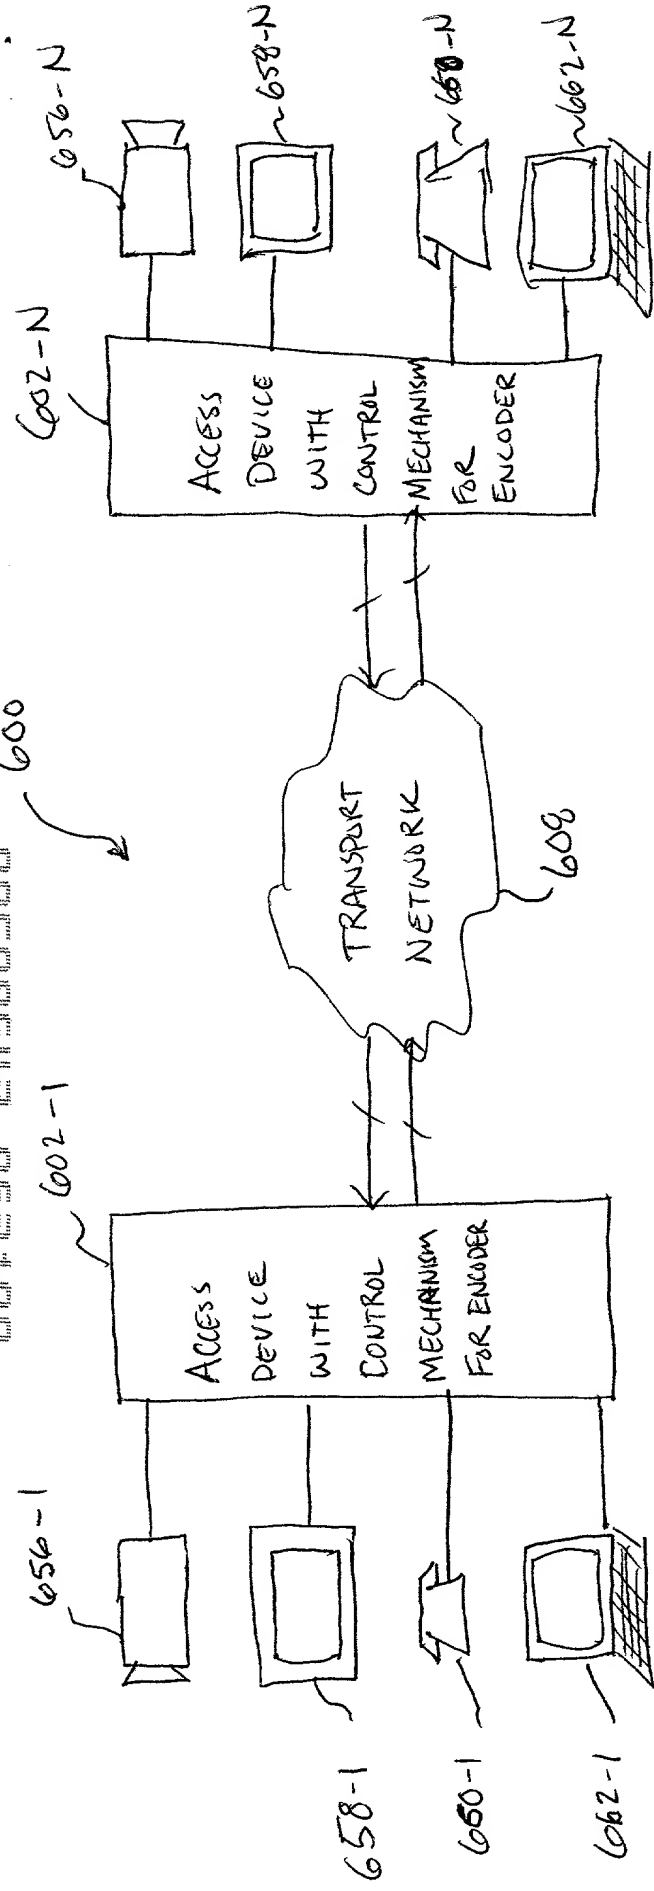 600
656-1
602-1
602-N
656-N
658-N
658-1
660-1
662-1
662-N
ACCESS
DEVICE
WITH
CONTROL
MECHANISM
FOR ENCODER
TRANSPORT
NETWORK
608
ACCESS
DEVICE
WITH
CONTROL
MECHANISM
FOR
ENCODER